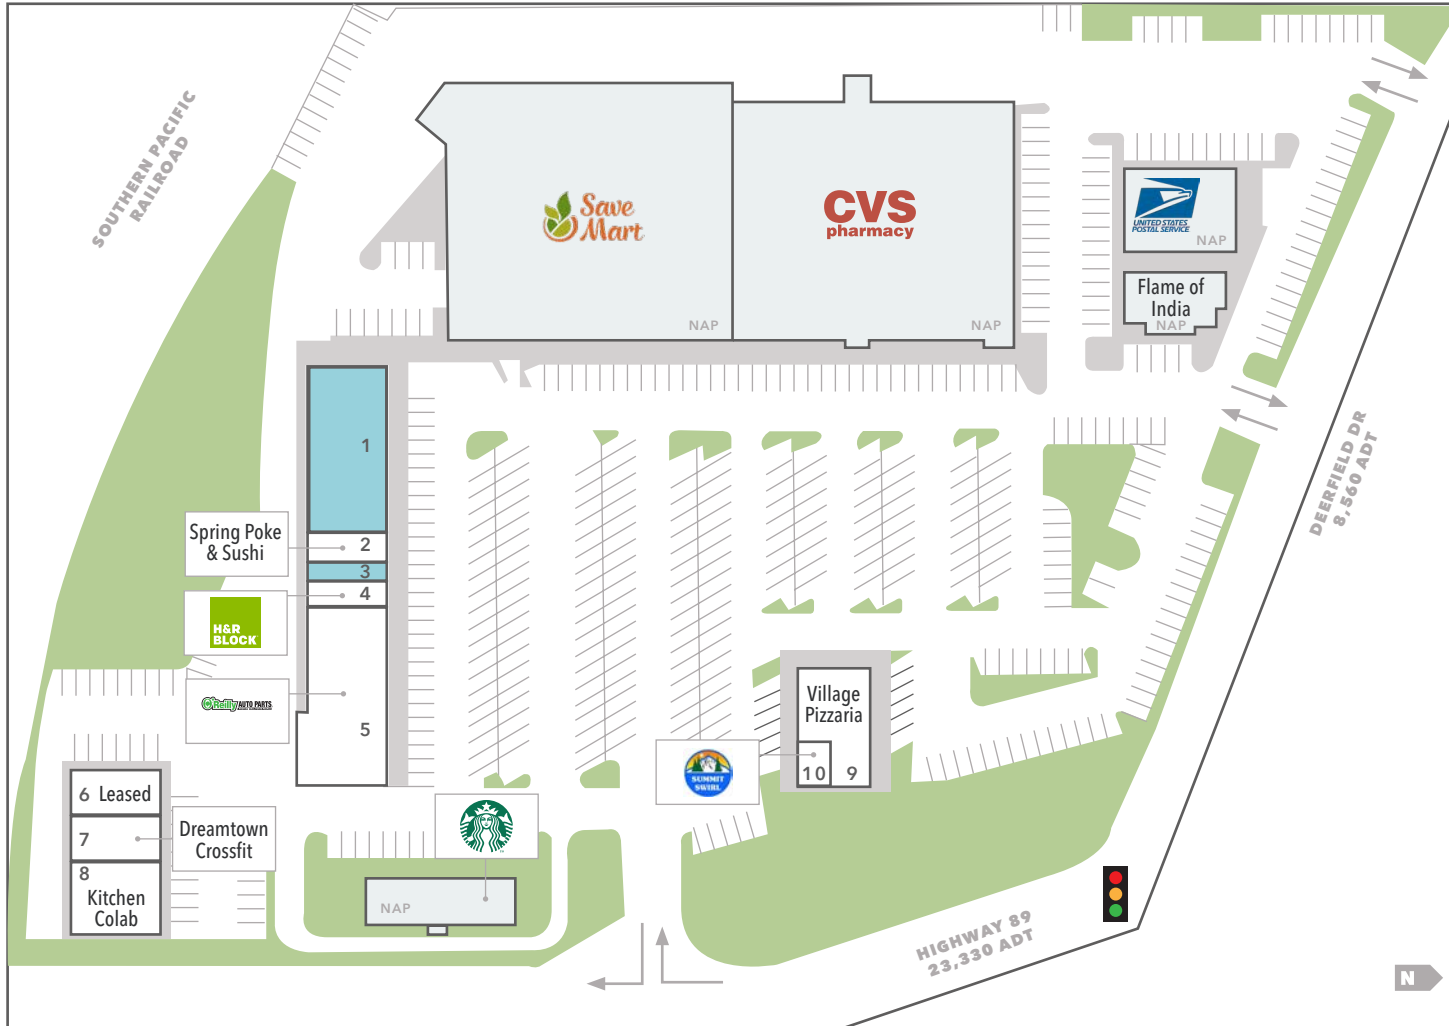 SOUTHERN PACIFIC
RAILROAD
Save
Mart
NAP
CVS
pharmacy
NAP
UNITED STATES
POSTAL SERVICE
NAP
Flame of
India
NAP
DEERFIELD DR
8,560 ADT
1
Spring Poke
& Sushi
2
3
H&R
BLOCK
4
O'Reilly AUTO PARTS
5
Village
Pizzaria
SUMMIT
SWIRL
10
9
6 Leased
7
Dreamtown
Crossfit
8
Kitchen
Colab
NAP
HIGHWAY 89
23,330 ADT
N